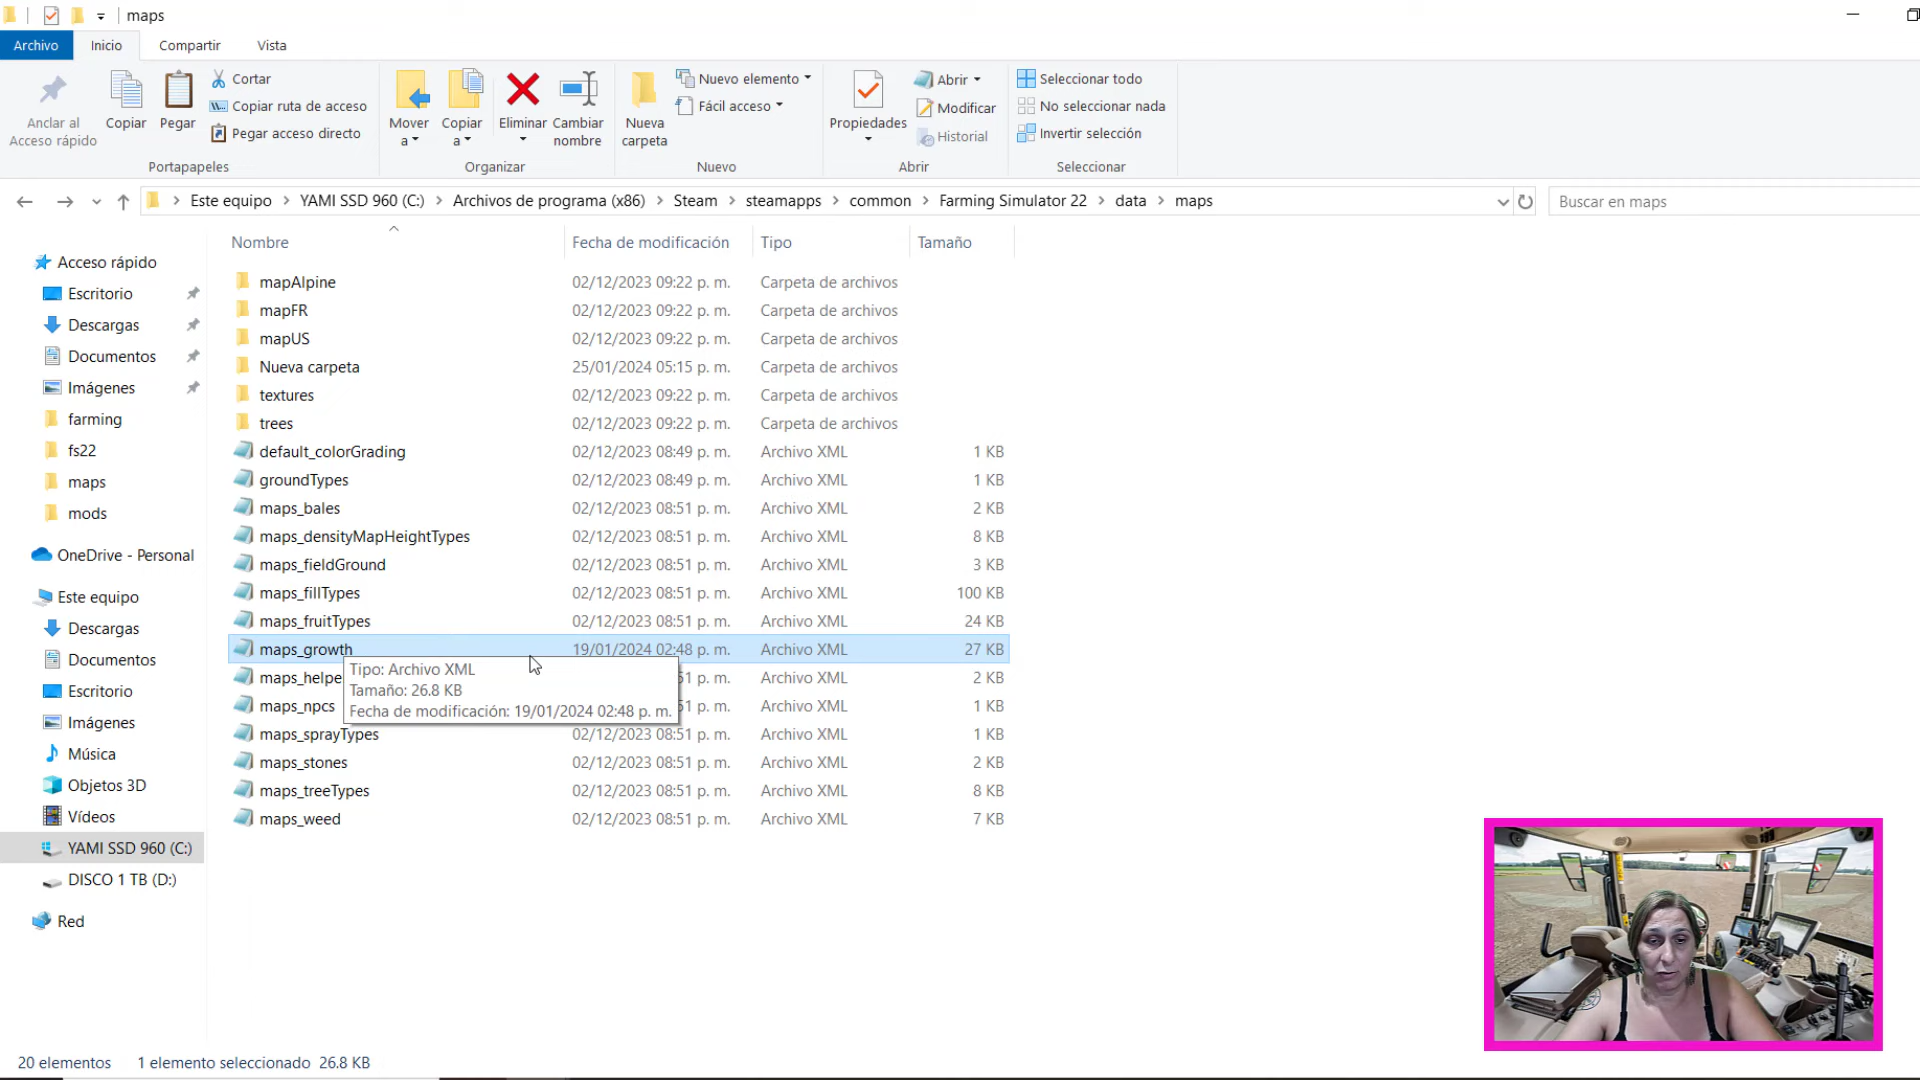 maps
Archivo
Inicio
Compartir
Vista
Anclar al
Acceso rápido
Copiar
Pegar
Cortar
Copiar ruta de acceso
Pegar acceso directo
Portapapeles
Mover
a
Copiar
a
Eliminar
Cambiar
nombre
Organizar
Nueva
carpeta
Nuevo elemento
Fácil acceso
Nuevo
Propiedades
Abrir
Modificar
Historial
Abrir
Seleccionar todo
No seleccionar nada
Invertir selección
Seleccionar
Este equipo
YAMI SSD 960 (C:)
Archivos de programa (x86)
Steam
steamapps
common
Farming Simulator 22
data
maps
Buscar en maps
Acceso rápido
Escritorio
Descargas
Documentos
Imágenes
farming
fs22
maps
mods
OneDrive - Personal
Este equipo
Descargas
Documentos
Escritorio
Imágenes
Música
Objetos 3D
Vídeos
YAMI SSD 960 (C:)
DISCO 1 TB (D:)
Red
Nombre Fecha de modificación Tipo Tamaño
mapAlpine 02/12/2023 09:22 p. m. Carpeta de archivos
mapFR 02/12/2023 09:22 p. m. Carpeta de archivos
mapUS 02/12/2023 09:22 p. m. Carpeta de archivos
Nueva carpeta 25/01/2024 05:15 p. m. Carpeta de archivos
textures 02/12/2023 09:22 p. m. Carpeta de archivos
trees 02/12/2023 09:22 p. m. Carpeta de archivos
default_colorGrading 02/12/2023 08:49 p. m. Archivo XML 1 KB
groundTypes 02/12/2023 08:49 p. m. Archivo XML 1 KB
maps_bales 02/12/2023 08:51 p. m. Archivo XML 2 KB
maps_densityMapHeightTypes 02/12/2023 08:51 p. m. Archivo XML 8 KB
maps_fieldGround 02/12/2023 08:51 p. m. Archivo XML 3 KB
maps_fillTypes 02/12/2023 08:51 p. m. Archivo XML 100 KB
maps_fruitTypes 02/12/2023 08:51 p. m. Archivo XML 24 KB
maps_growth 19/01/2024 02:48 p. m. Archivo XML 27 KB
maps_helpe 51 p. m. Archivo XML 2 KB
maps_npcs 51 p. m. Archivo XML 1 KB
maps_sprayTypes 02/12/2023 08:51 p. m. Archivo XML 1 KB
maps_stones 02/12/2023 08:51 p. m. Archivo XML 2 KB
maps_treeTypes 02/12/2023 08:51 p. m. Archivo XML 8 KB
maps_weed 02/12/2023 08:51 p. m. Archivo XML 7 KB
Tipo: Archivo XML
Tamaño: 26.8 KB
Fecha de modificación: 19/01/2024 02:48 p. m.
20 elementos 1 elemento seleccionado 26.8 KB